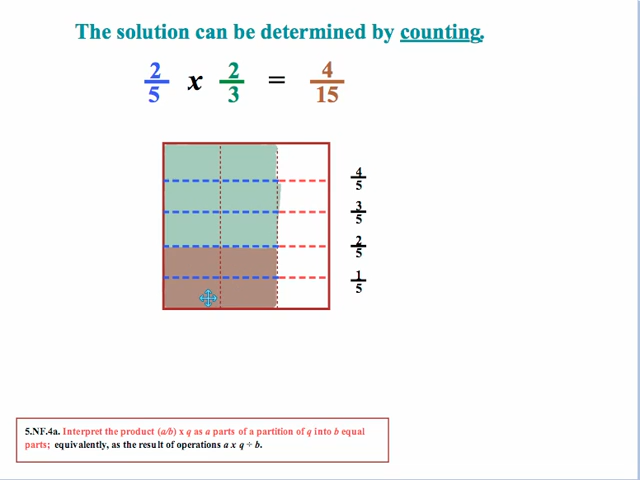 The solution can be determined by counting.
2/5 x 2/3 = 4/15
4/5
3/5
2/5
1/5
5.NF.4a. Interpret the product (a/b) x q as a parts of a partition of q into b equal
parts; equivalently, as the result of operations a x q ÷ b.